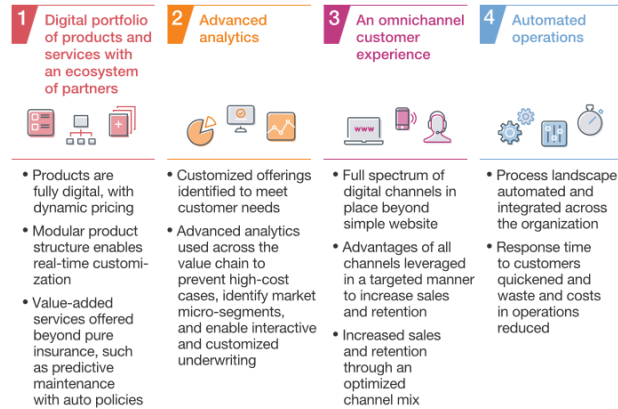 1
Digital portfolio
of products and
services with
an ecosystem
of partners
• Products are
fully digital, with
dynamic pricing
• Modular product
structure enables
real-time customi-
zation
• Value-added
services offered
beyond pure
insurance, such
as predictive
maintenance
with auto policies
2
Advanced
analytics
• Customized offerings
identified to meet
customer needs
• Advanced analytics
used across the
value chain to
prevent high-cost
cases, identify market
micro-segments,
and enable interactive
and customized
underwriting
3
An omnichannel
customer
experience
www
• Full spectrum of
digital channels in
place beyond
simple website
• Advantages of all
channels leveraged
in a targeted manner
to increase sales
and retention
• Increased sales
and retention
through an
optimized
channel mix
4
Automated
operations
• Process landscape
automated and
integrated across
the organization
• Response time
to customers
quickened and
waste and costs
in operations
reduced